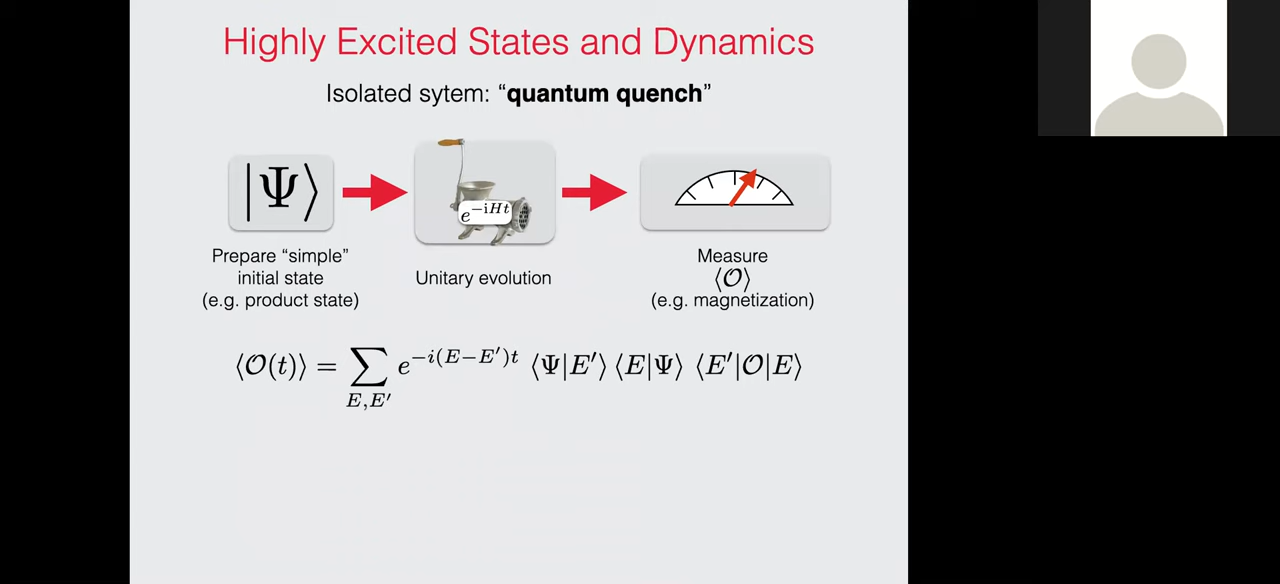 Highly Excited States and Dynamics
Isolated sytem: “quantum quench”
|Ψ⟩
e^{-iHt}
Prepare “simple”
initial state
(e.g. product state)
Unitary evolution
Measure
⟨𝒪⟩
(e.g. magnetization)
⟨𝒪(t)⟩ = ∑_{E,E′} e^{-i(E−E′)t} ⟨Ψ|E′⟩ ⟨E|Ψ⟩ ⟨E′|𝒪|E⟩